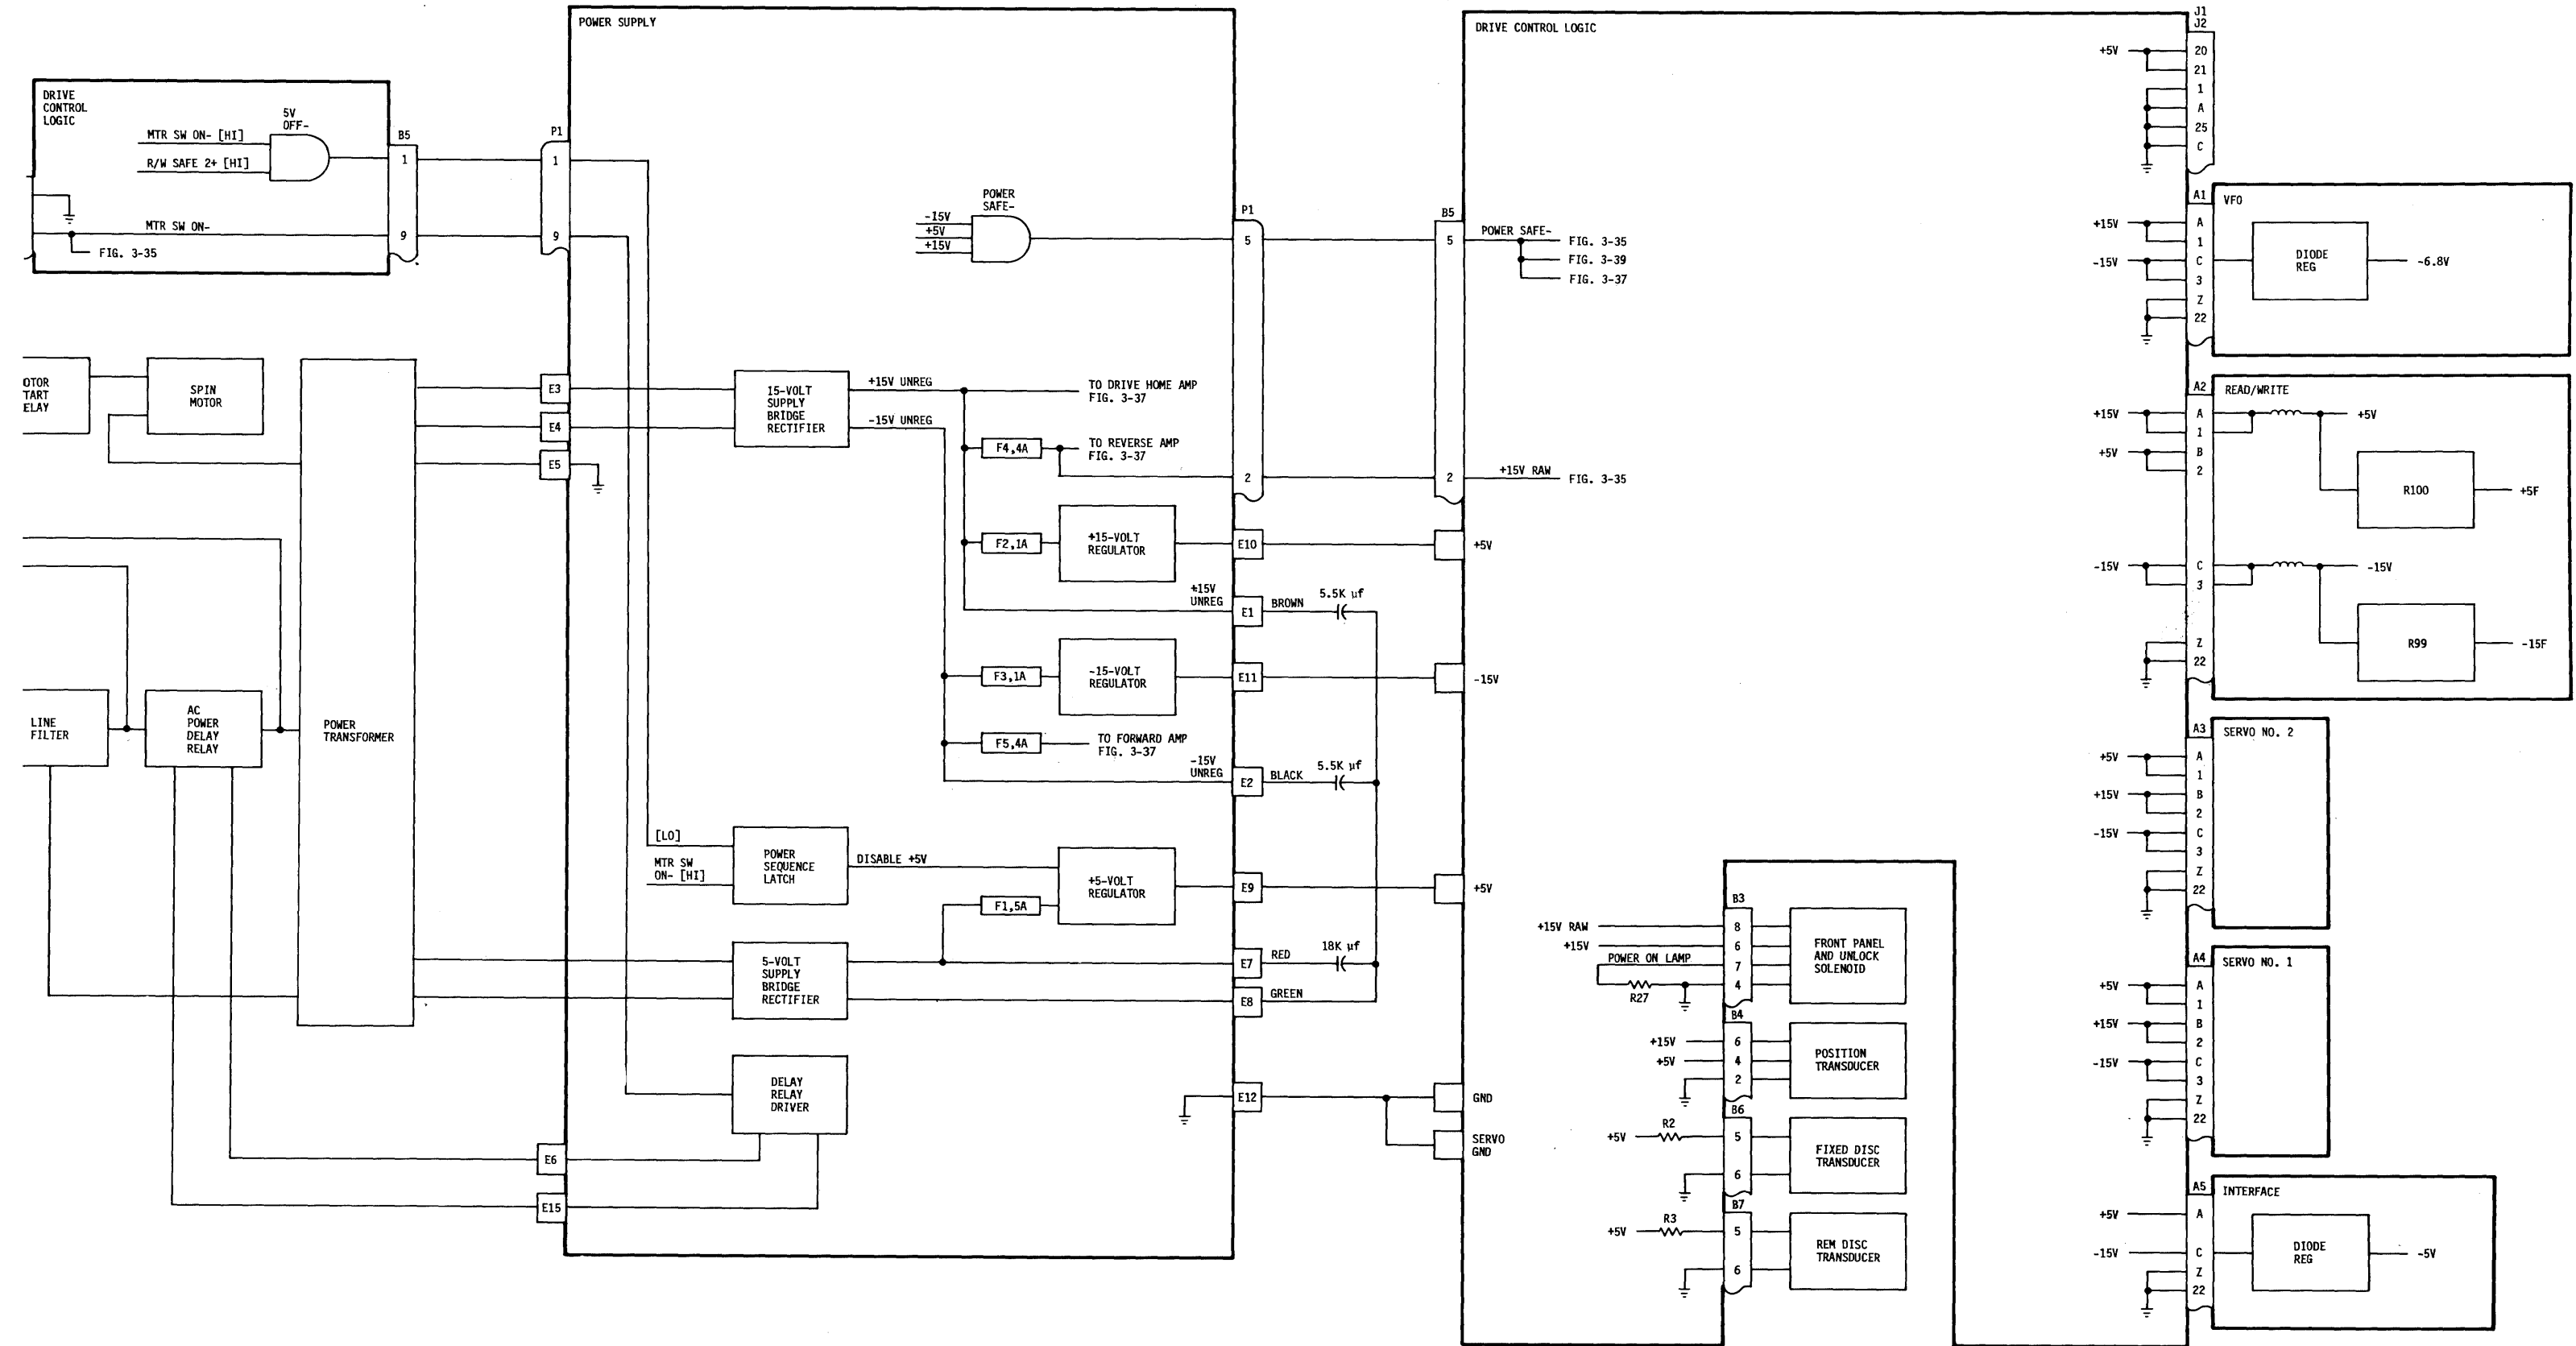 POWER SUPPLY
DRIVE CONTROL LOGIC
DRIVE
CONTROL
LOGIC
5V
OFF-
MTR SW ON- [HI]
R/W SAFE 2+ [HI]
MTR SW ON-
FIG. 3-35
B5
1
9
P1
1
9
OTOR
TART
ELAY
SPIN
MOTOR
LINE
FILTER
AC
POWER
DELAY
RELAY
POWER
TRANSFORMER
E3
E4
E5
E6
E15
POWER
SAFE-
-15V
+5V
+15V
15-VOLT
SUPPLY
BRIDGE
RECTIFIER
+15V UNREG
-15V UNREG
TO DRIVE HOME AMP
FIG. 3-37
F4,4A
TO REVERSE AMP
FIG. 3-37
F2,1A
+15-VOLT
REGULATOR
+15V
UNREG
F3,1A
-15-VOLT
REGULATOR
F5,4A
TO FORWARD AMP
FIG. 3-37
-15V
UNREG
[LO]
MTR SW
ON- [HI]
POWER
SEQUENCE
LATCH
DISABLE +5V
+5-VOLT
REGULATOR
F1,5A
5-VOLT
SUPPLY
BRIDGE
RECTIFIER
DELAY
RELAY
DRIVER
P1
5
2
E10
E1
BROWN
5.5K µf
E11
E2
BLACK
5.5K µf
E9
E7
RED
18K µf
E8
GREEN
E12
B5
5
2
POWER SAFE-
FIG. 3-35
FIG. 3-39
FIG. 3-37
+15V RAW
FIG. 3-35
+5V
-15V
+5V
GND
SERVO
GND
B3
+15V RAW
8
+15V
6
POWER ON LAMP
7
4
R27
FRONT PANEL
AND UNLOCK
SOLENOID
B4
+15V
6
+5V
4
2
POSITION
TRANSDUCER
B6
R2
+5V
5
6
FIXED DISC
TRANSDUCER
B7
R3
+5V
5
6
REM DISC
TRANSDUCER
J1
J2
+5V
20
21
1
A
25
C
A1
VFO
+15V
A
1
-15V
C
3
Z
22
DIODE
REG
-6.8V
A2
READ/WRITE
+15V
A
1
+5V
+5V
B
2
R100
+5F
-15V
C
3
-15V
Z
22
R99
-15F
A3
SERVO NO. 2
+5V
A
1
+15V
B
2
-15V
C
3
Z
22
A4
SERVO NO. 1
+5V
A
1
+15V
B
2
-15V
C
3
Z
22
A5
INTERFACE
+5V
A
-15V
C
Z
22
DIODE
REG
-5V